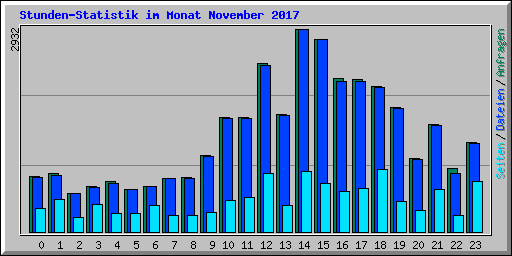 Stunden-Statistik im Monat November 2017
2932
Seiten/Dateien/Anfragen
0 1 2 3 4 5 6 7 8 9 10 11 12 13 14 15 16 17 18 19 20 21 22 23